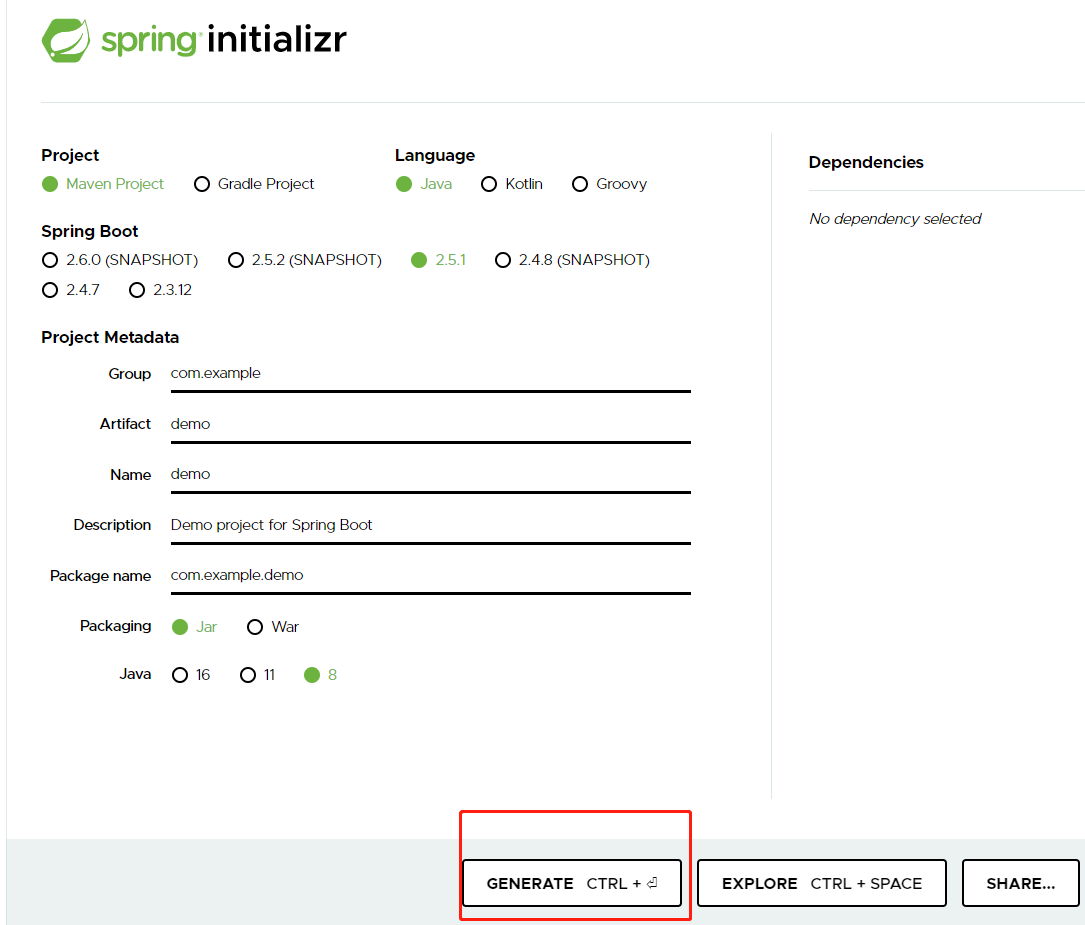 spring initializr
Project
Maven Project Gradle Project
Language
Java Kotlin Groovy
Spring Boot
2.6.0 (SNAPSHOT) 2.5.2 (SNAPSHOT) 2.5.1 2.4.8 (SNAPSHOT)
2.4.7 2.3.12
Project Metadata
Group com.example
Artifact demo
Name demo
Description Demo project for Spring Boot
Package name com.example.demo
Packaging Jar War
Java 16 11 8
Dependencies
No dependency selected
GENERATE CTRL + ⏎ EXPLORE CTRL + SPACE SHARE...